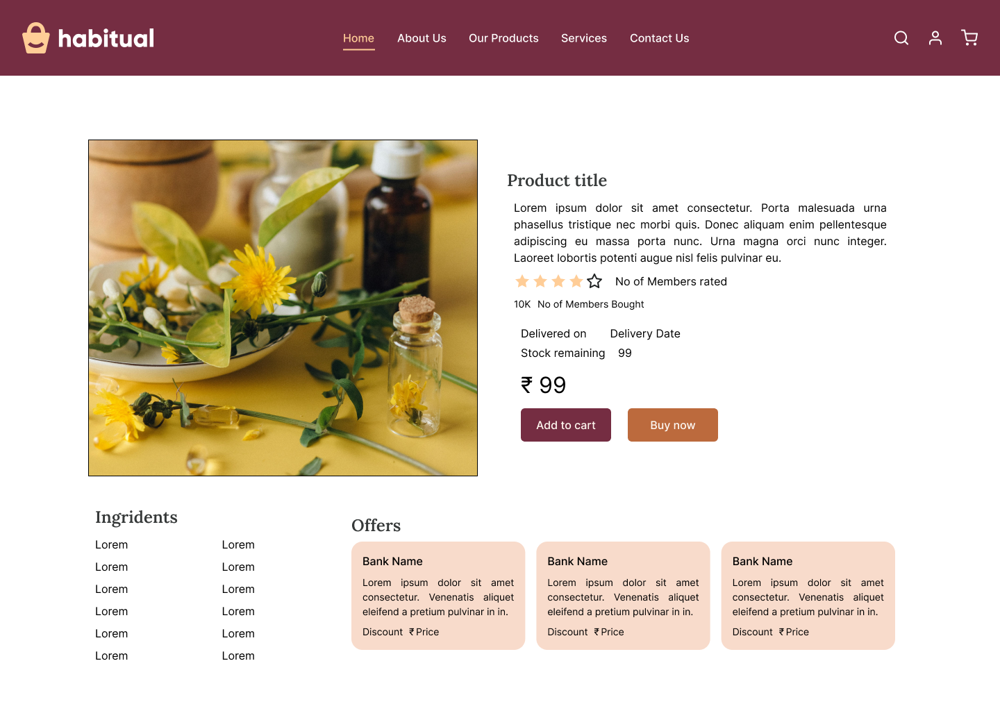 habitual
Home About Us Our Products Services Contact Us
Product title
Lorem ipsum dolor sit amet consectetur. Porta malesuada urna
phasellus tristique nec morbi quis. Donec aliquam enim pellentesque
adipiscing eu massa porta nunc. Urna magna orci nunc integer.
Laoreet lobortis potenti augue nisl felis pulvinar eu.
No of Members rated
10K No of Members Bought
Delivered on Delivery Date
Stock remaining 99
₹ 99
Add to cart Buy now
Ingridents
Lorem Lorem
Lorem Lorem
Lorem Lorem
Lorem Lorem
Lorem Lorem
Lorem Lorem
Offers
Bank Name
Lorem ipsum dolor sit amet
consectetur. Venenatis aliquet
eleifend a pretium pulvinar in in.
Discount ₹ Price
Bank Name
Lorem ipsum dolor sit amet
consectetur. Venenatis aliquet
eleifend a pretium pulvinar in in.
Discount ₹ Price
Bank Name
Lorem ipsum dolor sit amet
consectetur. Venenatis aliquet
eleifend a pretium pulvinar in in.
Discount ₹ Price